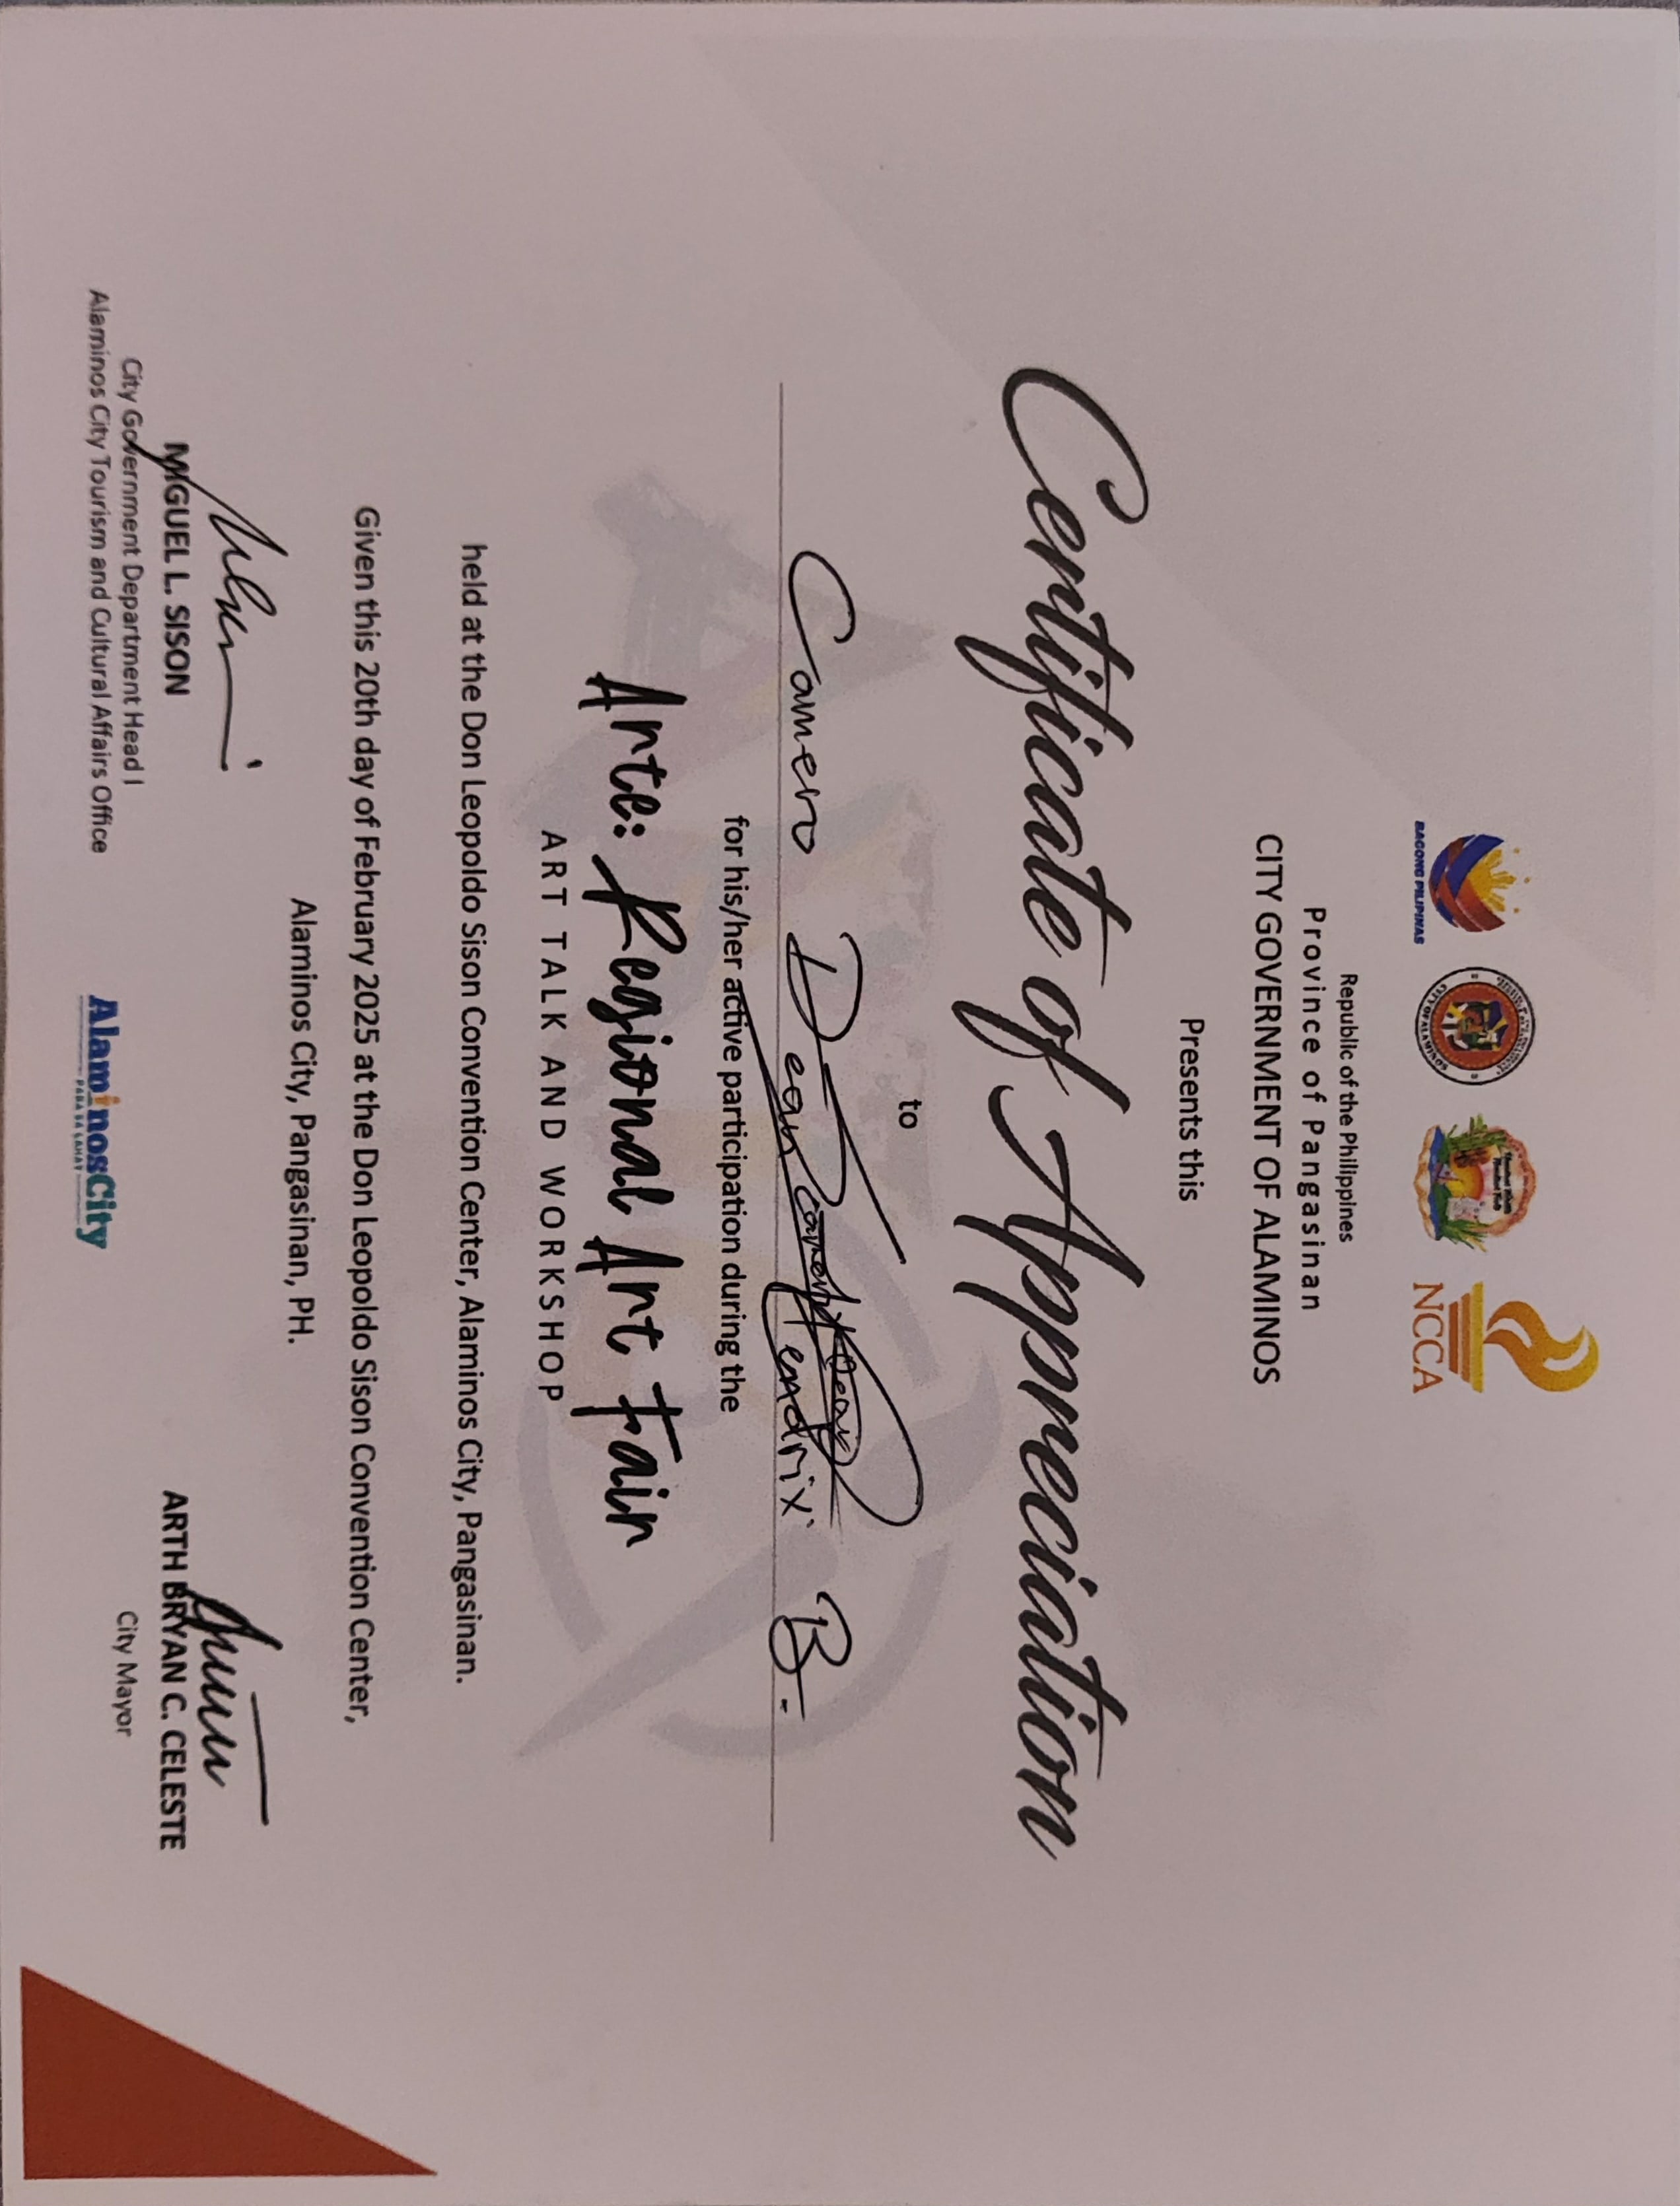 BAGONG PILIPINAS
CITY OF ALAMINOS
NCCA
Republic of the Philippines
Province of Pangasinan
CITY GOVERNMENT OF ALAMINOS
Presents this
Certificate of Appreciation
to
Camero Dean Kendrix B.
for his/her active participation during the
Arte: Regional Art Fair
ART TALK AND WORKSHOP
held at the Don Leopoldo Sison Convention Center, Alaminos City, Pangasinan.
Given this 20th day of February 2025 at the Don Leopoldo Sison Convention Center,
Alaminos City, Pangasinan, PH.
MIGUEL L. SISON
City Government Department Head I
Alaminos City Tourism and Cultural Affairs Office
ARTH BRYAN C. CELESTE
City Mayor
AlaminosCity
PARA SA LAHAT